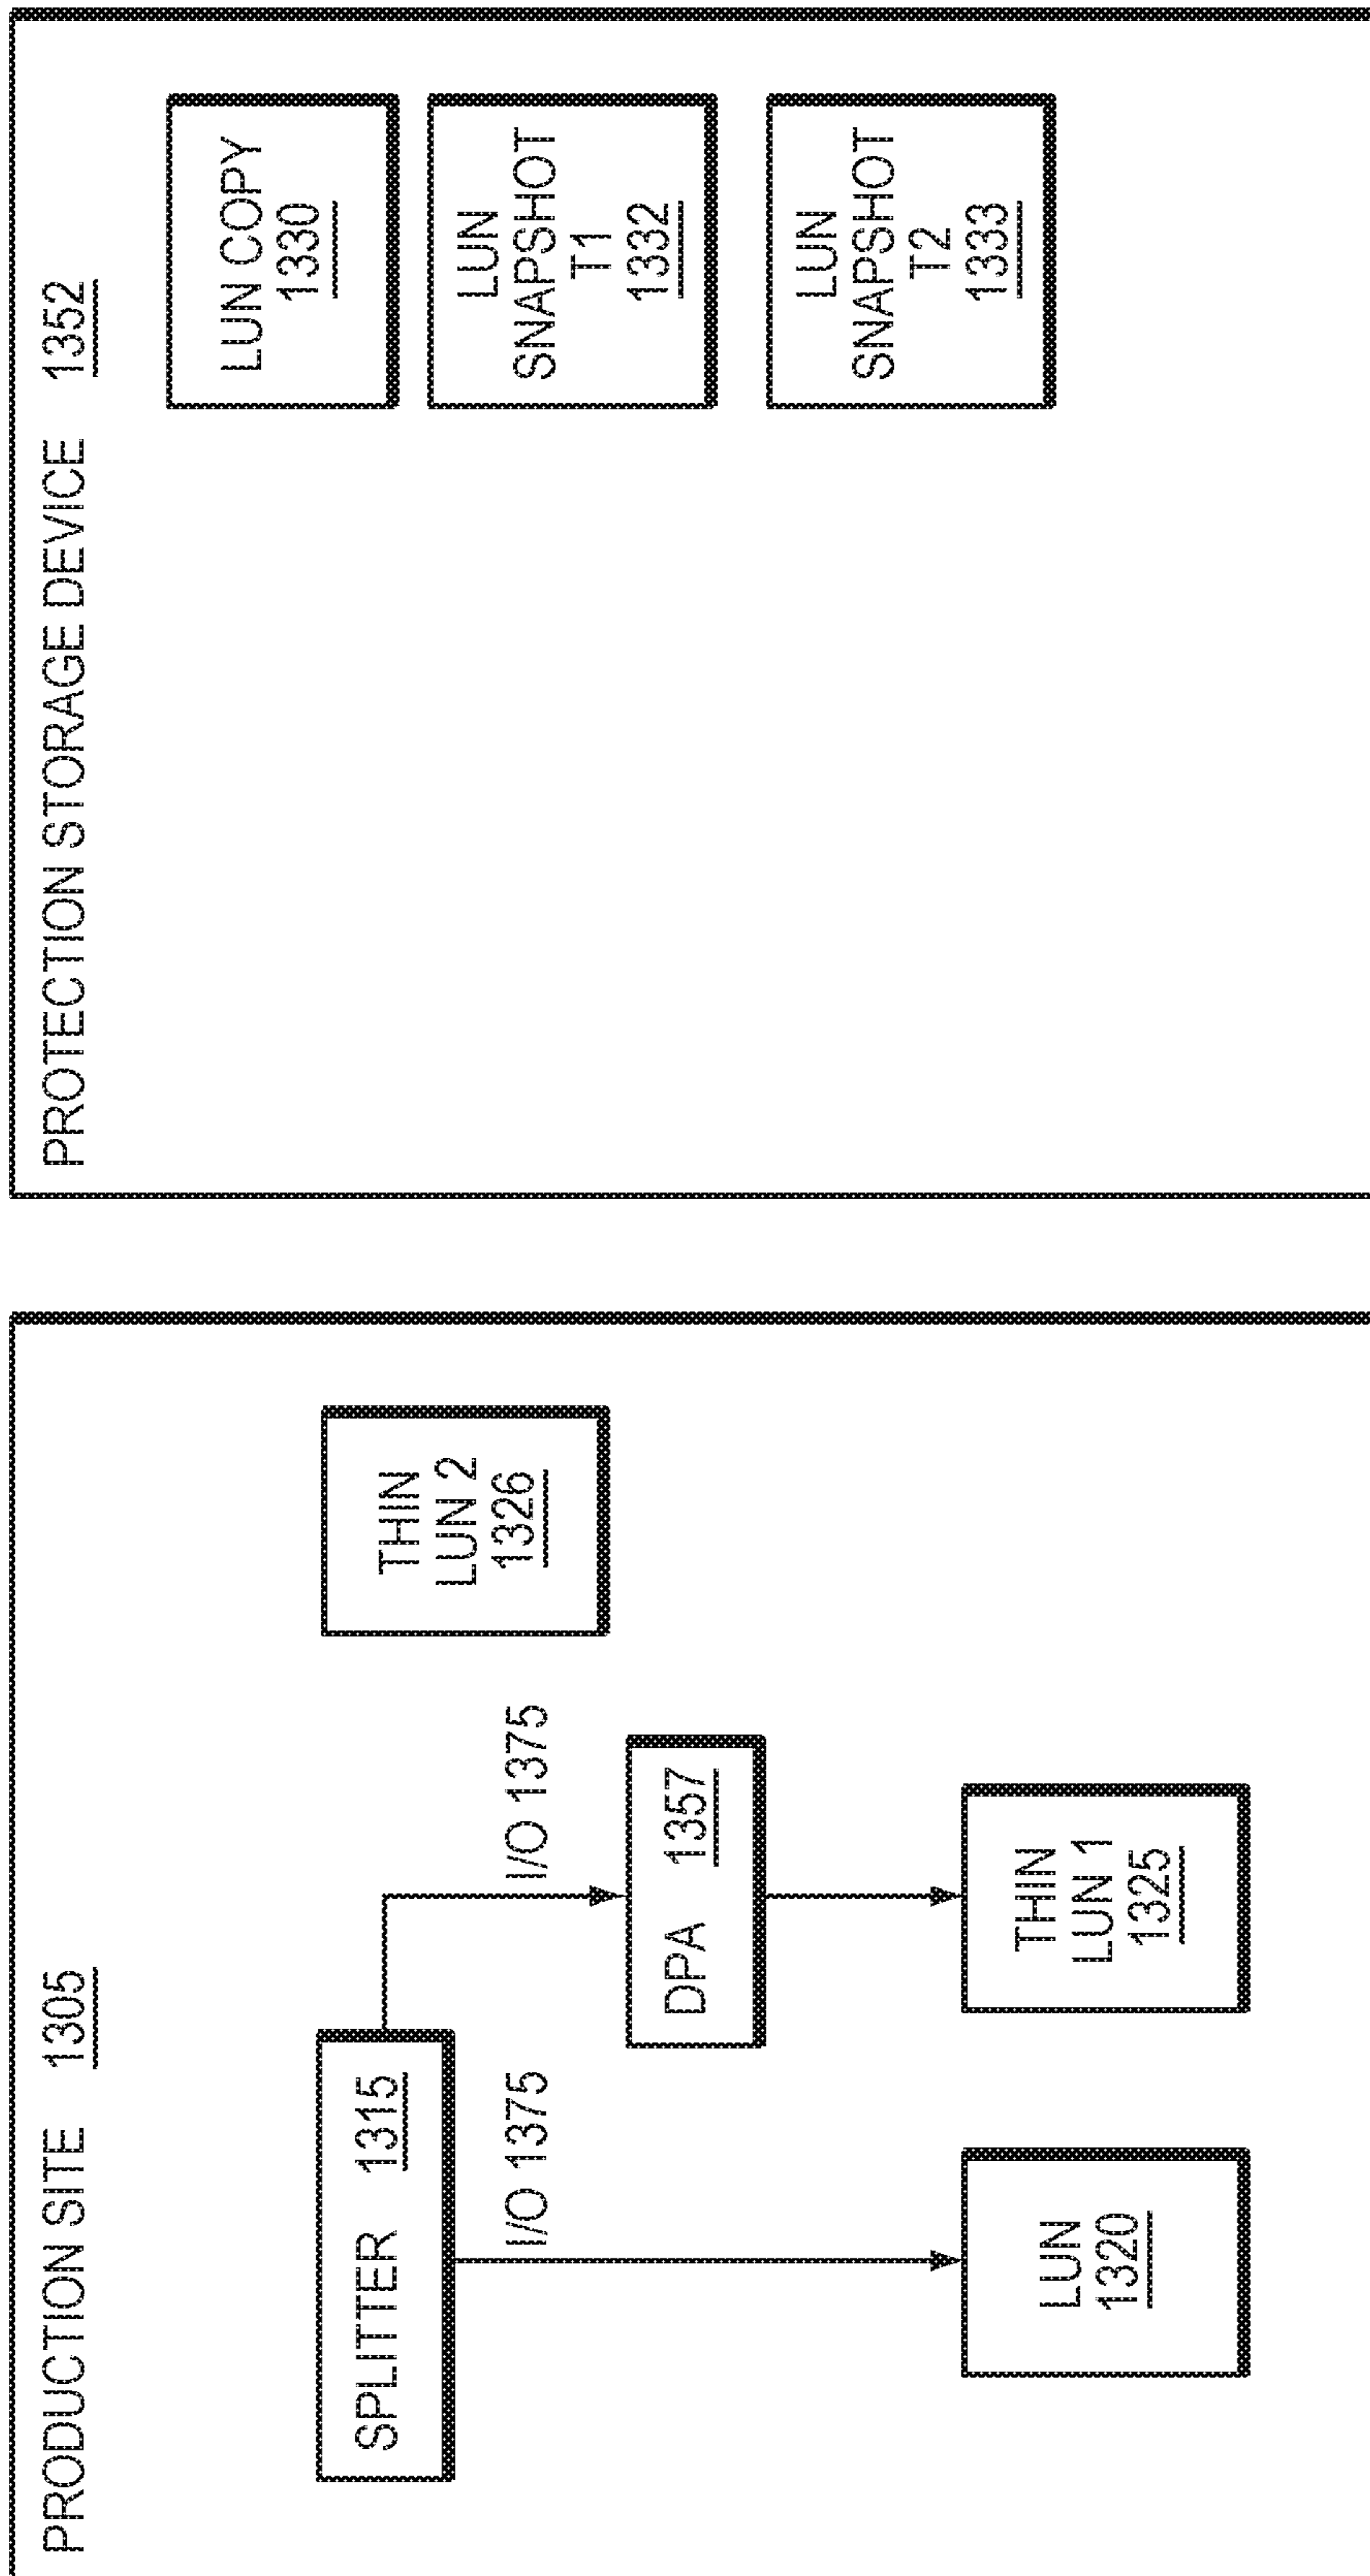 PRODUCTION SITE 1305
SPLITTER 1315
I/O 1375
I/O 1375
DPA 1357
LUN
1320
THIN
LUN 1
1325
THIN
LUN 2
1326
PROTECTION STORAGE DEVICE 1352
LUN COPY
1330
LUN
SNAPSHOT
T1
1332
LUN
SNAPSHOT
T2
1333